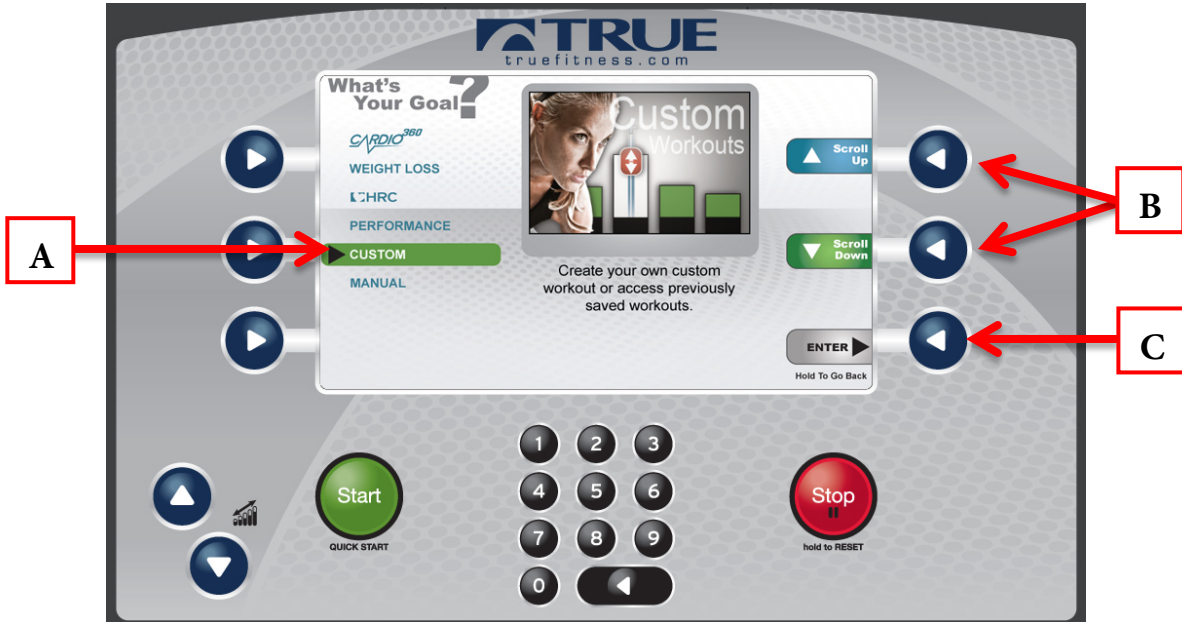 TRUE
truefitness.com
What's
Your Goal?
CARDIO360
WEIGHT LOSS
HRC
PERFORMANCE
CUSTOM
MANUAL
Custom
Workouts
Create your own custom
workout or access previously
saved workouts.
Scroll
Up
Scroll
Down
ENTER
Hold To Go Back
A
B
C
1 2 3
4 5 6
7 8 9
0
Start
QUICK START
Stop
hold to RESET